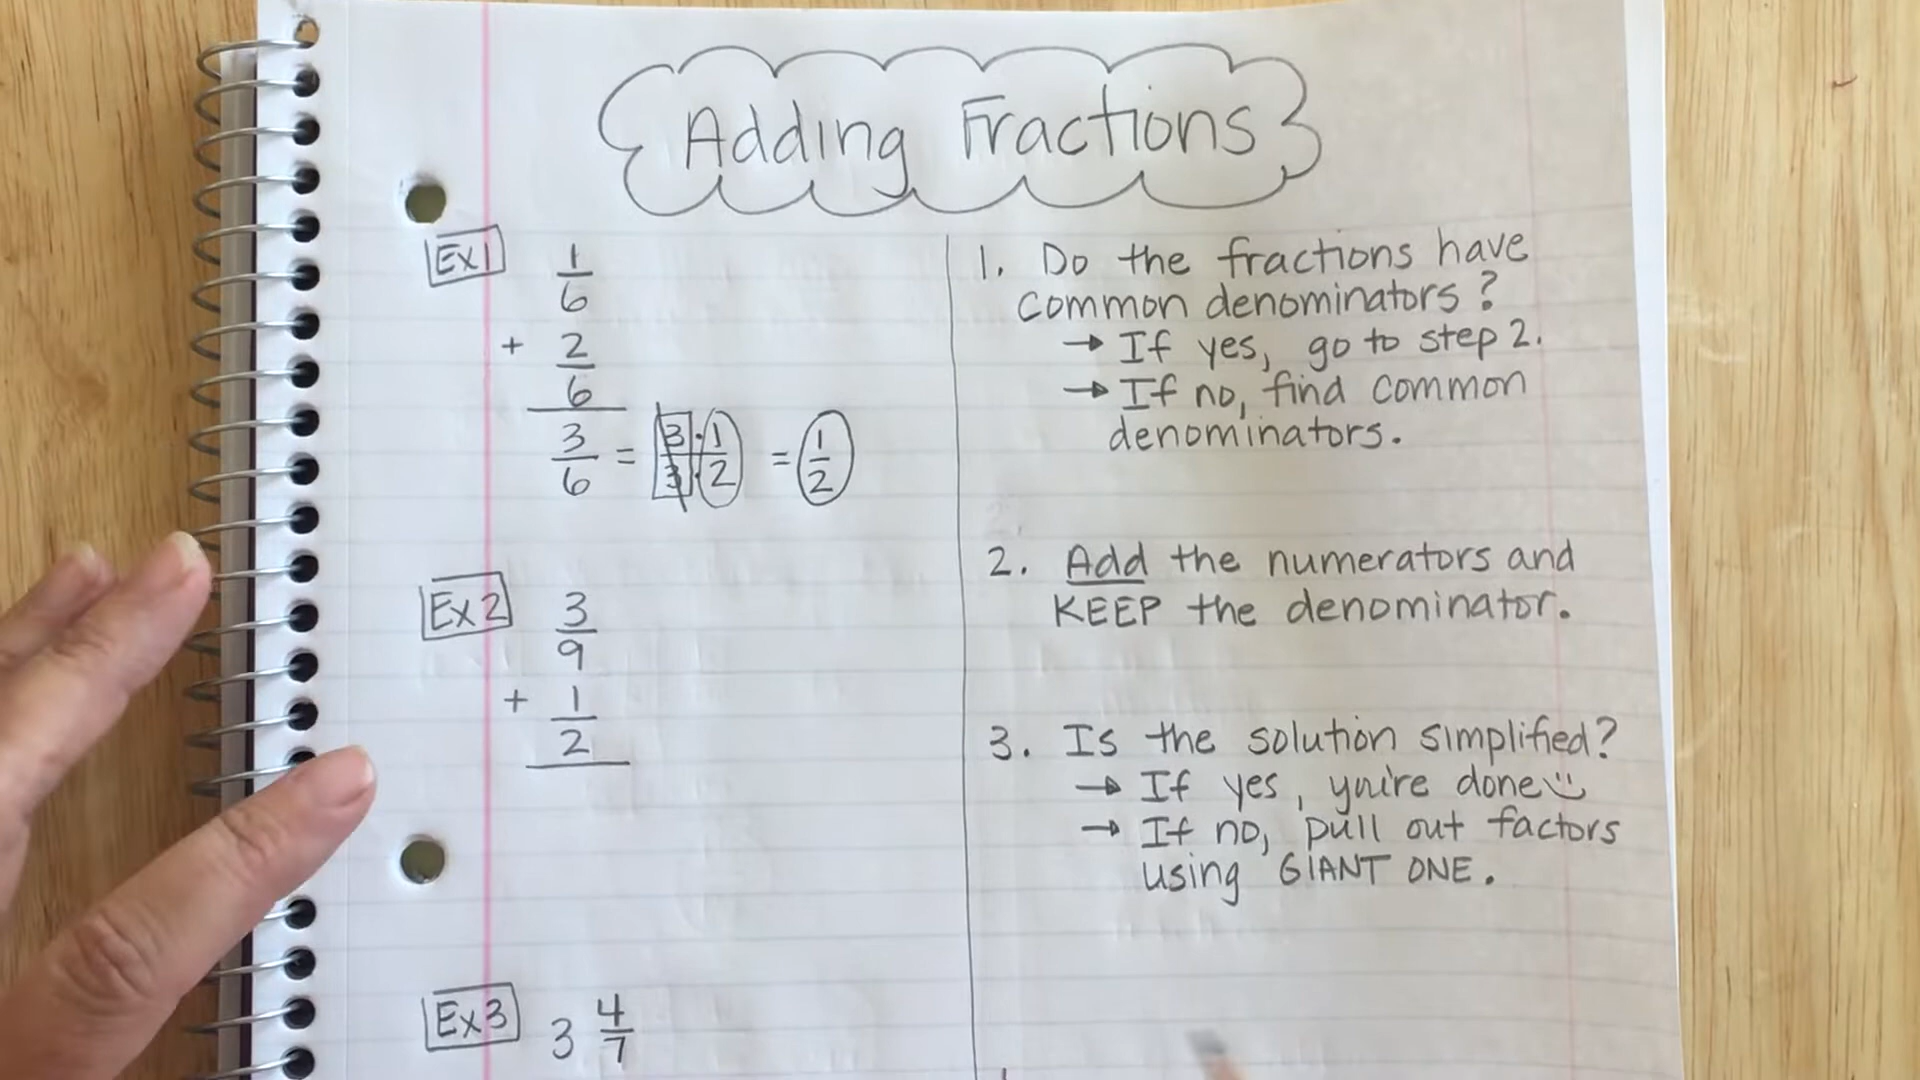 Adding Fractions
Ex1
1/6
+ 2/6
3/6 = 3/3 · 1/2 = 1/2
Ex2
3/9
+ 1/2
Ex3 3 4/7
1. Do the fractions have
common denominators?
→ If yes, go to step 2.
→ If no, find common
denominators.
2. Add the numerators and
KEEP the denominator.
3. Is the solution simplified?
→ If yes, you're done
→ If no, pull out factors
using GIANT ONE.